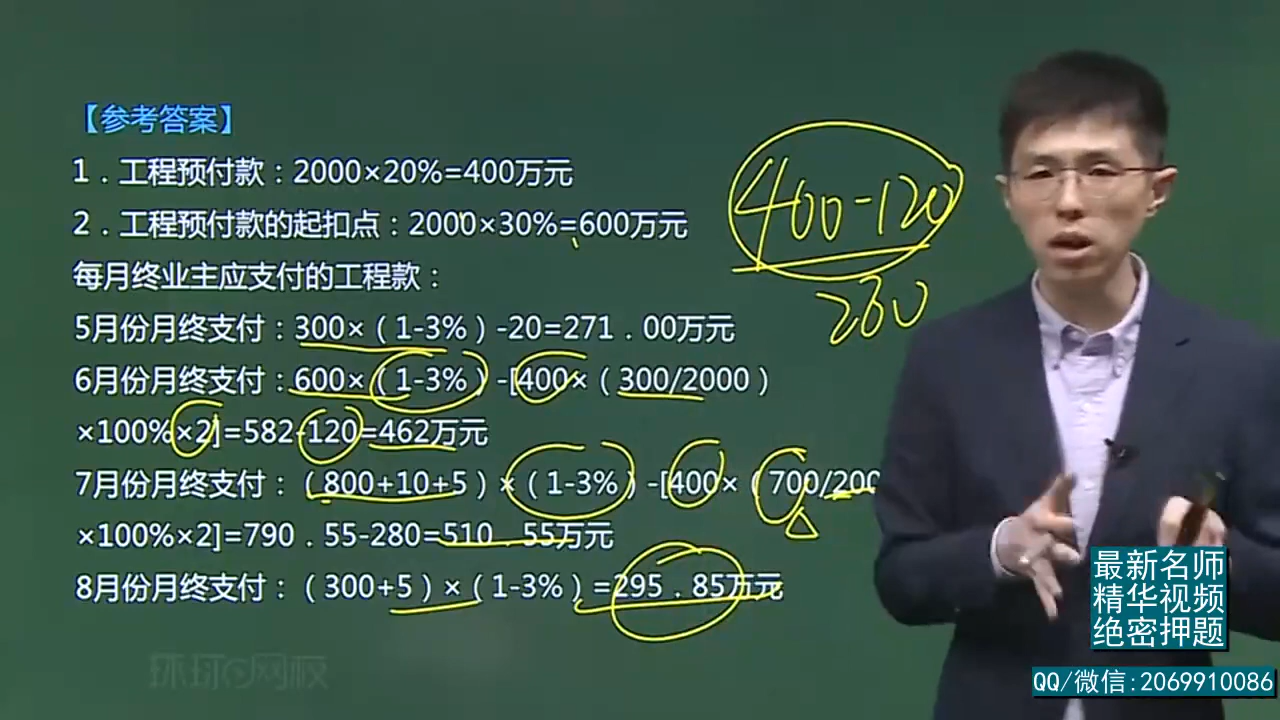 【参考答案】
1．工程预付款：2000×20%=400万元
2．工程预付款的起扣点：2000×30%=600万元
每月终业主应支付的工程款：
5月份月终支付：300×（1-3%）-20=271．00万元
6月份月终支付：600×（1-3%）-[400×（300/2000）
×100%×2]=582-120=462万元
7月份月终支付：（800+10+5）×（1-3%）-[400×（700/200
×100%×2]=790．55-280=510．55万元
8月份月终支付：（300+5）×（1-3%）=295．85万元
400-120
280
环球网校
最新名师
精华视频
绝密押题
QQ/微信:2069910086